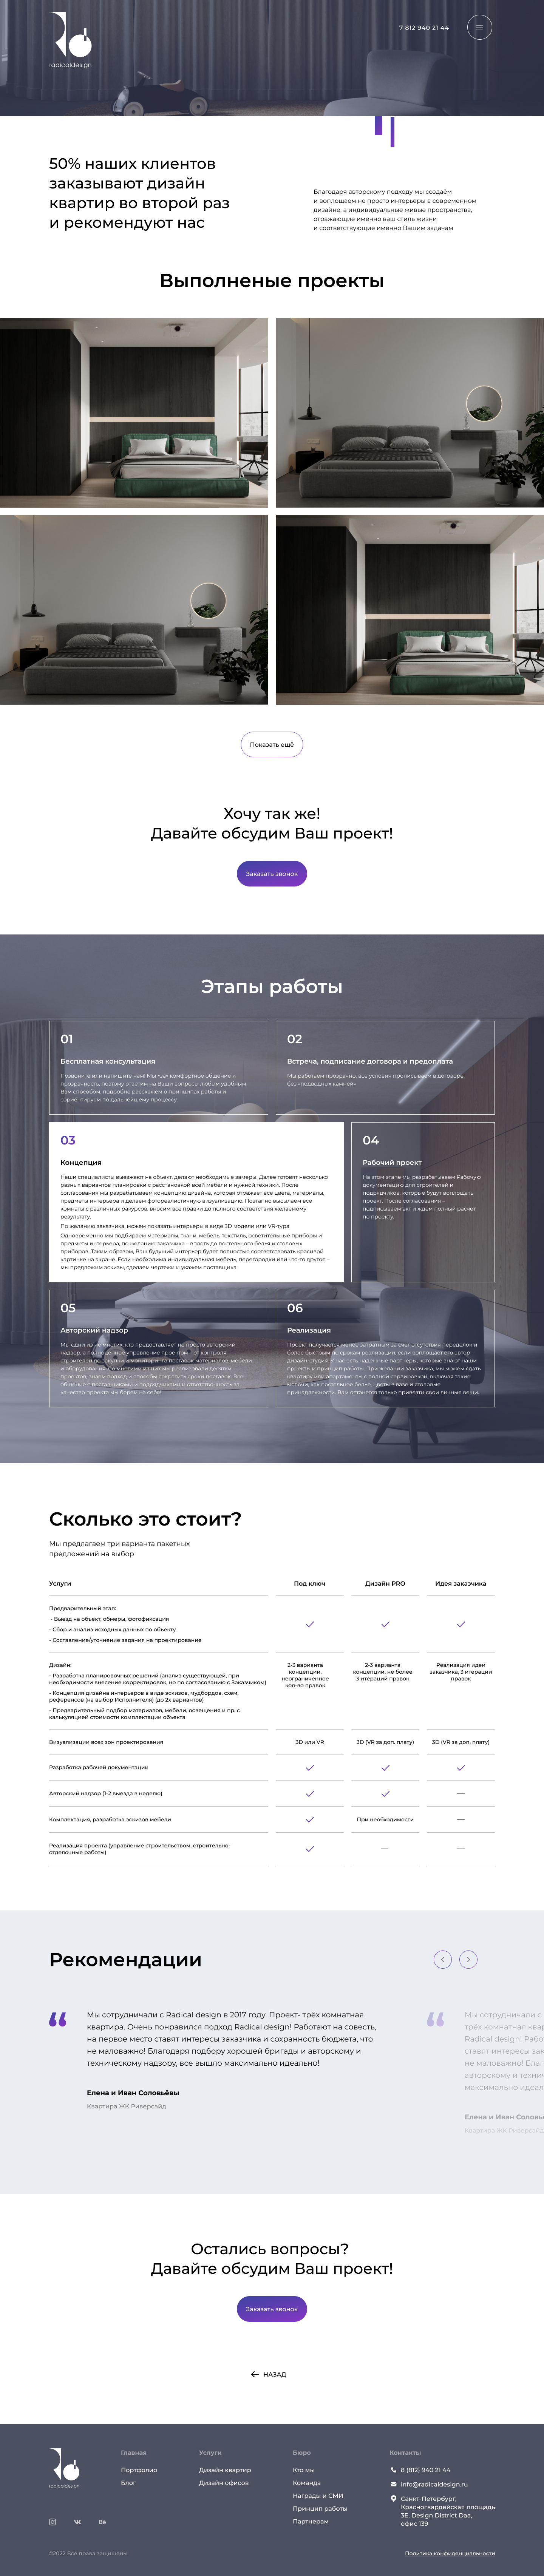 radicaldesign
7 812 940 21 44
50% наших клиентов
заказывают дизайн
квартир во второй раз
и рекомендуют нас
Благодаря авторскому подходу мы создаём
и воплощаем не просто интерьеры в современном
дизайне, а индивидуальные живые пространства,
отражающие именно ваш стиль жизни
и соответствующие именно Вашим задачам
Выполненые проекты
Показать ещё
Хочу так же!
Давайте обсудим Ваш проект!
Заказать звонок
Этапы работы
01
Бесплатная консультация
Позвоните или напишите нам! Мы «за» комфортное общение и
прозрачность, поэтому ответим на Ваши вопросы любым удобным
Вам способом, подробно расскажем о принципах работы и
сориентируем по дальнейшему процессу.
02
Встреча, подписание договора и предоплата
Мы работаем прозрачно, все условия прописываем в договоре,
без «подводных камней»
03
Концепция
Наши специалисты выезжают на объект, делают необходимые замеры. Далее готовят несколько
разных вариантов планировочных решений с расстановкой всей мебели и нужной техники. После
согласования мы разрабатываем концепцию дизайна, которая отражает все цвета, материалы,
предметы интерьера и делаем фотореалистичную визуализацию. Поэтапно высылаем все
комнаты с различных ракурсов, вносим все правки до полного соответствия желаемому
результату.
По желанию заказчика, можем показать интерьеры в виде 3D модели или VR-тура.
Одновременно мы подбираем материалы, ткани, мебель, текстиль, осветительные приборы и
предметы интерьера, по желанию заказчика – вплоть до постельного белья и столовых
приборов. Таким образом, Ваш будущий интерьер будет полностью соответствовать красивой
картинке на экране. Если необходима индивидуальная мебель, перегородки или что-то другое –
мы предложим эскизы, сделаем чертежи и укажем поставщика.
04
Рабочий проект
На этом этапе мы разрабатываем Рабочую
документацию для строителей и
подрядчиков, которые будут воплощать
проект. После согласования -
подписываем акт и ждем полный расчет
по проекту.
05
Авторский надзор
Мы одни из немногих, кто предоставляет не просто авторский
надзор, а полноценное управление проектом – от контроля
строителей до закупки и мониторинга поставок материалов, мебели
и оборудования. Со многими из них мы реализовали десятки
проектов, знаем подход и способы сократить сроки поставок. Все
общение с поставщиками и подрядчиками и ответственность за
качество проекта мы берем на себя!
06
Реализация
Проект получается менее затратным за счет отсутствия переделок и
более быстрым по срокам реализации, если воплощает его автор -
дизайн-студия. У нас есть надежные партнеры, которые знают наши
проекты и принцип работы. При желании заказчика, мы можем сдать
квартиру или апартаменты с полной сервировкой, включая такие
мелочи, как постельное белье, цветы в вазе и столовые
принадлежности. Вам останется только привезти свои личные вещи.
Сколько это стоит?
Мы предлагаем три варианта пакетных
предложений на выбор
Услуги Под ключ Дизайн PRO Идея заказчика
Предварительный этап:
- Выезд на объект, обмеры, фотофиксация
- Сбор и анализ исходных данных по объекту
- Составление/уточнение задания на проектирование
Дизайн:
- Разработка планировочных решений (анализ существующей, при
необходимости внесение корректировок, но по согласованию с Заказчиком)
- Концепция дизайна интерьеров в виде эскизов, мудбордов, схем,
референсов (на выбор Исполнителя) (до 2х вариантов)
- Предварительный подбор материалов, мебели, освещения и пр. с
калькуляцией стоимости комплектации объекта
2-3 варианта
концепции,
неограниченное
кол-во правок
2-3 варианта
концепции, не более
3 итераций правок
Реализация идеи
заказчика, 3 итерации
правок
Визуализации всех зон проектирования 3D или VR 3D (VR за доп. плату) 3D (VR за доп. плату)
Разработка рабочей документации
Авторский надзор (1-2 выезда в неделю) —
Комплектация, разработка эскизов мебели При необходимости —
Реализация проекта (управление строительством, строительно-
отделочные работы) — —
Рекомендации
Мы сотрудничали с Radical design в 2017 году. Проект- трёх комнатная
квартира. Очень понравился подход Radical design! Работают на совесть,
на первое место ставят интересы заказчика и сохранность бюджета, что
не маловажно! Благодаря подбору хорошей бригады и авторскому и
техническому надзору, все вышло максимально идеально!
Елена и Иван Соловьёвы
Квартира ЖК Риверсайд
Мы сотрудничали с
трёх комнатная квар
Radical design! Рабо
ставят интересы зак
не маловажно! Благ
авторскому и технич
максимально идеал
Елена и Иван Соловь
Квартира ЖК Риверсайд
Остались вопросы?
Давайте обсудим Ваш проект!
Заказать звонок
НАЗАД
radicaldesign
Главная
Портфолио
Блог
Услуги
Дизайн квартир
Дизайн офисов
Бюро
Кто мы
Команда
Награды и СМИ
Принцип работы
Партнерам
Контакты
8 (812) 940 21 44
info@radicaldesign.ru
Санкт-Петербург,
Красногвардейская площадь
3Е, Design District Daa,
офис 139
Bē
©2022 Все права защищены
Политика конфиденциальности